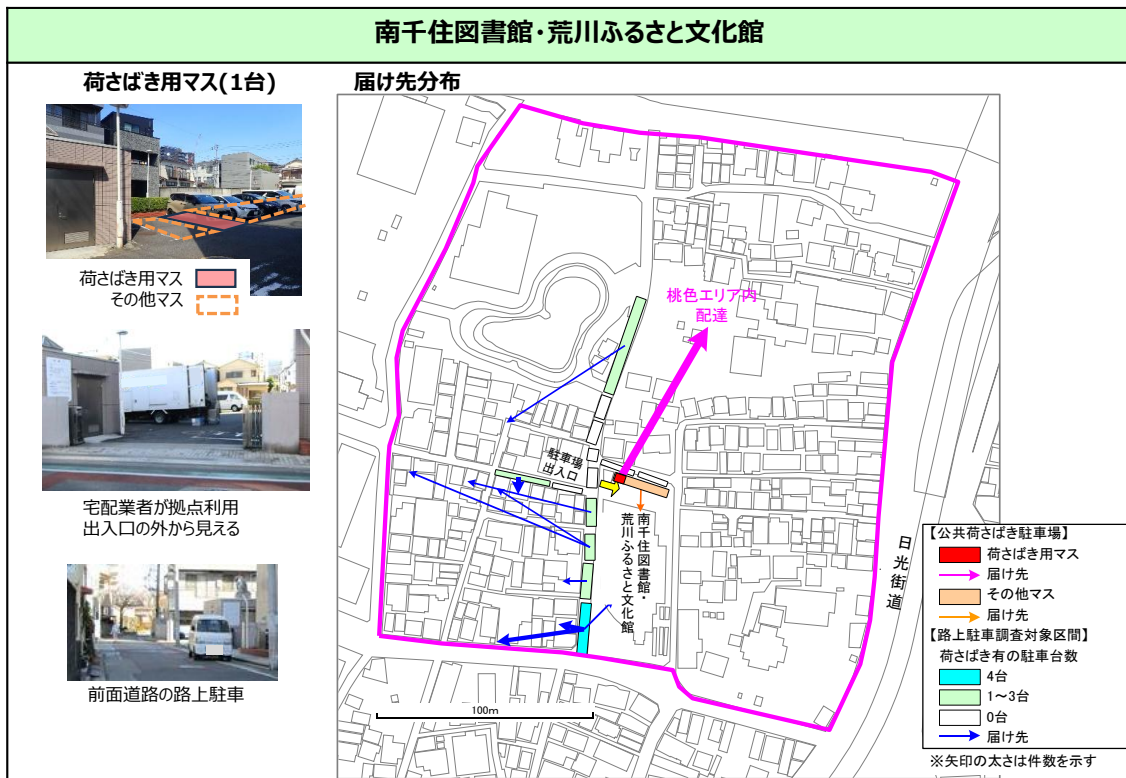 南千住図書館・荒川ふるさと文化館
荷さばき用マス(1台)
届け先分布
荷さばき用マス
その他マス
宅配業者が拠点利用
出入口の外から見える
前面道路の路上駐車
桃色エリア内
配達
駐車場
出入口
南千住図書館・
荒川ふるさと文化館
日光街道
100m
【公共荷さばき駐車場】
荷さばき用マス
届け先
その他マス
届け先
【路上駐車調査対象区間】
荷さばき有の駐車台数
4台
1～3台
0台
届け先
※矢印の太さは件数を示す